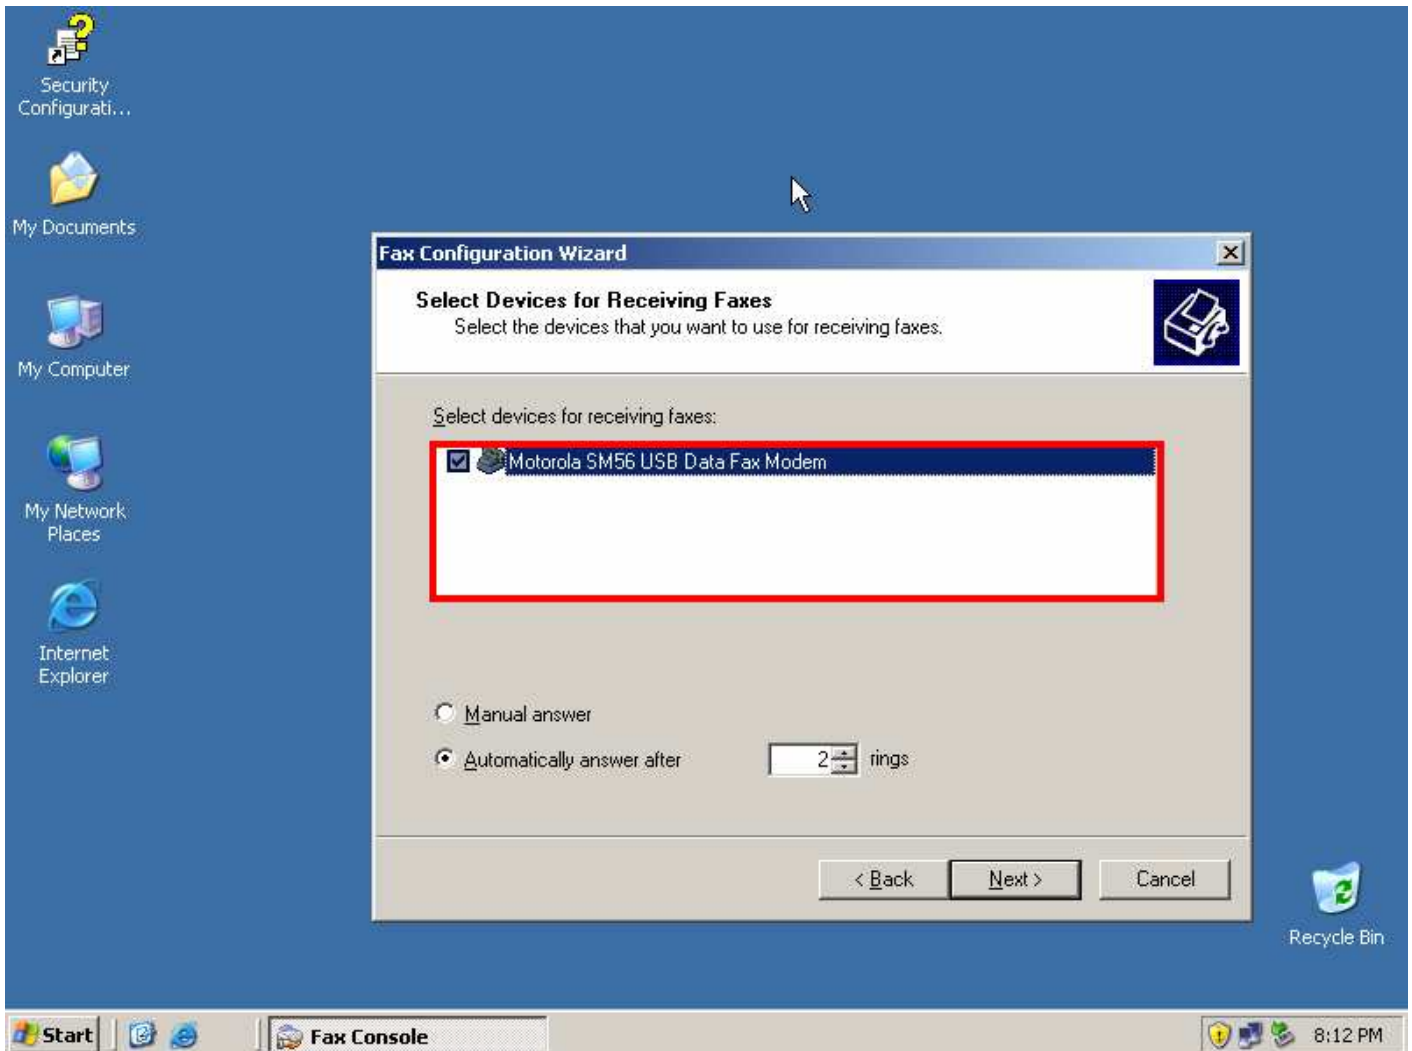 Security
Configurati...
My Documents
My Computer
My Network
Places
Internet
Explorer
Fax Configuration Wizard
Select Devices for Receiving Faxes
Select the devices that you want to use for receiving faxes.
Select devices for receiving faxes:
Motorola SM56 USB Data Fax Modem
Manual answer
Automatically answer after 2 rings
< Back Next > Cancel
Recycle Bin
Start Fax Console 8:12 PM